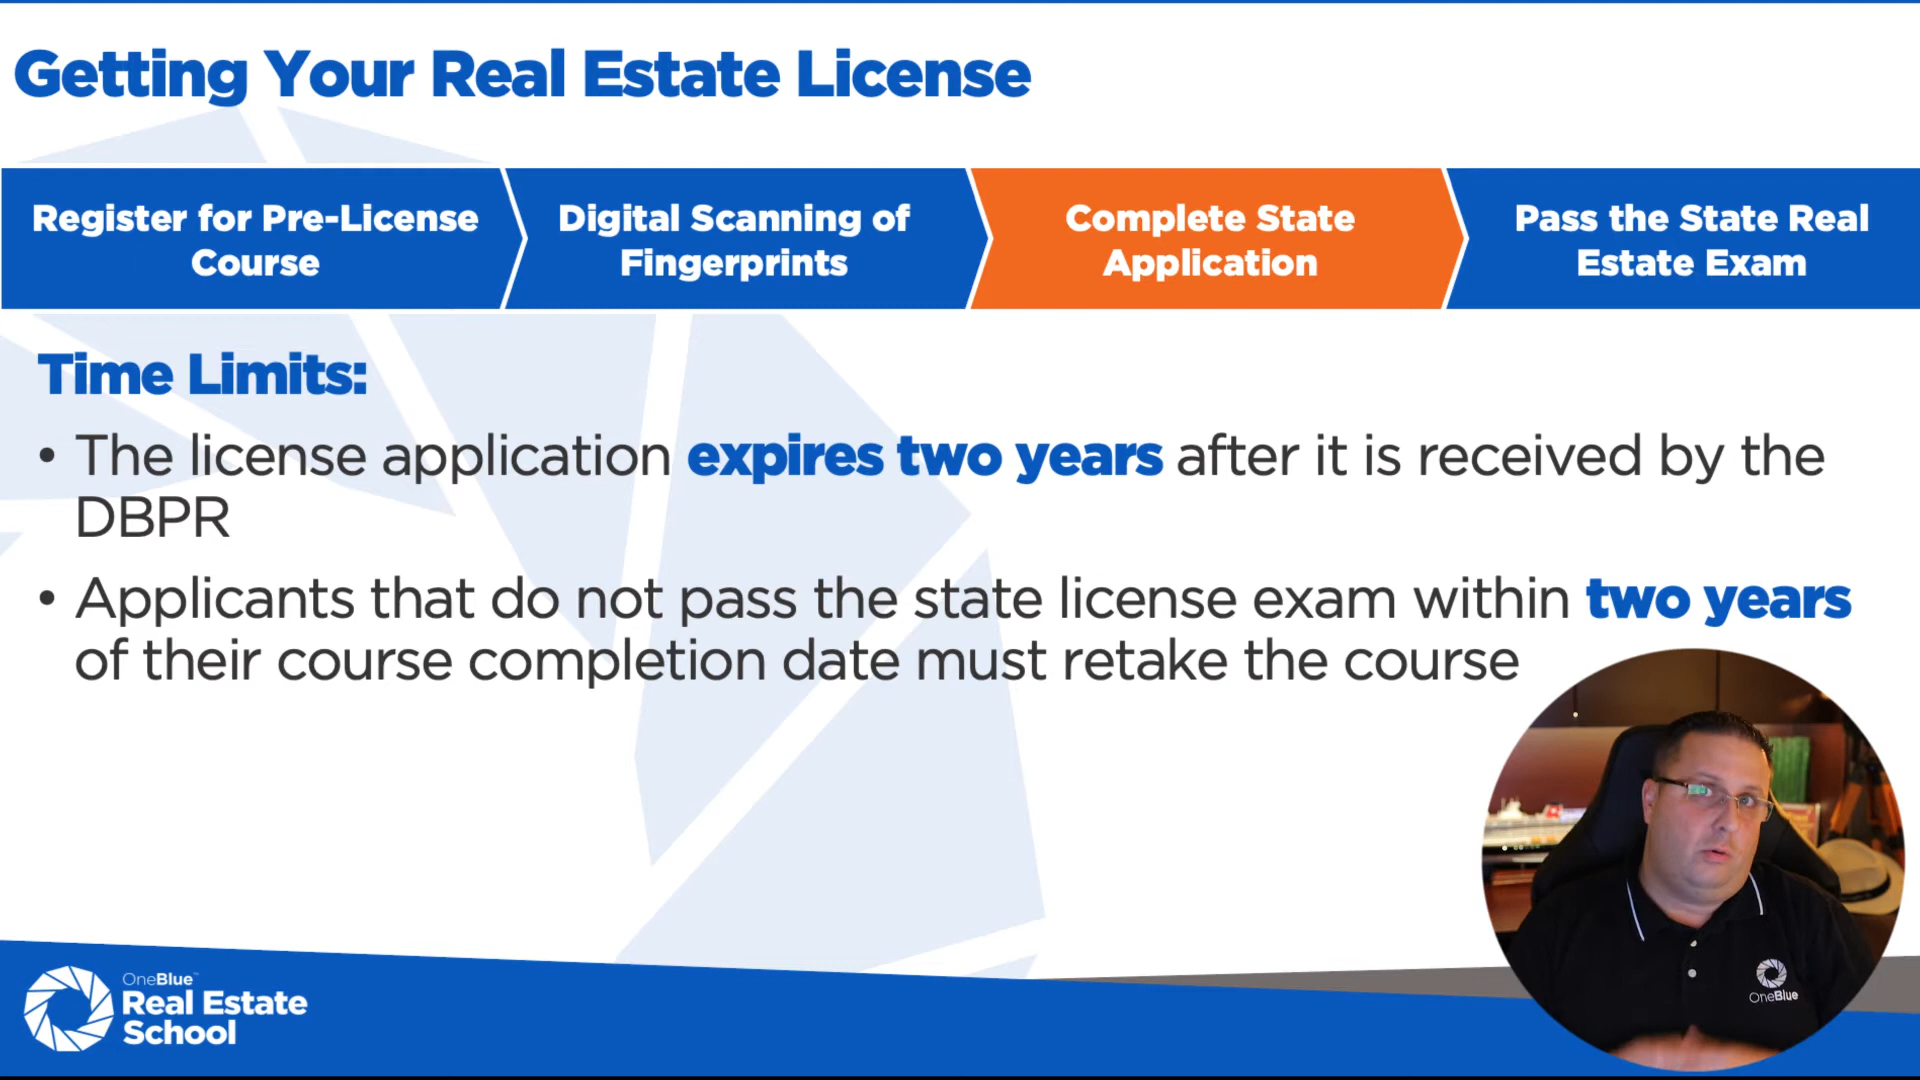 Getting Your Real Estate License
Register for Pre-License
Course
Digital Scanning of
Fingerprints
Complete State
Application
Pass the State Real
Estate Exam
Time Limits:
• The license application expires two years after it is received by the
DBPR
• Applicants that do not pass the state license exam within two years
of their course completion date must retake the course
OneBlue™
Real Estate
School
OneBlue